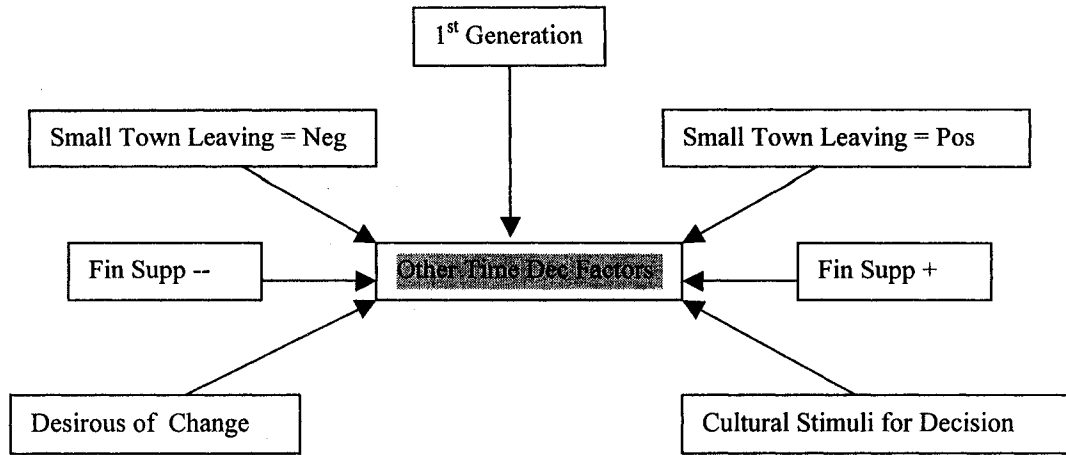 1st Generation
Small Town Leaving = Neg
Small Town Leaving = Pos
Fin Supp --
Other Time Dec Factors
Fin Supp +
Desirous of Change
Cultural Stimuli for Decision